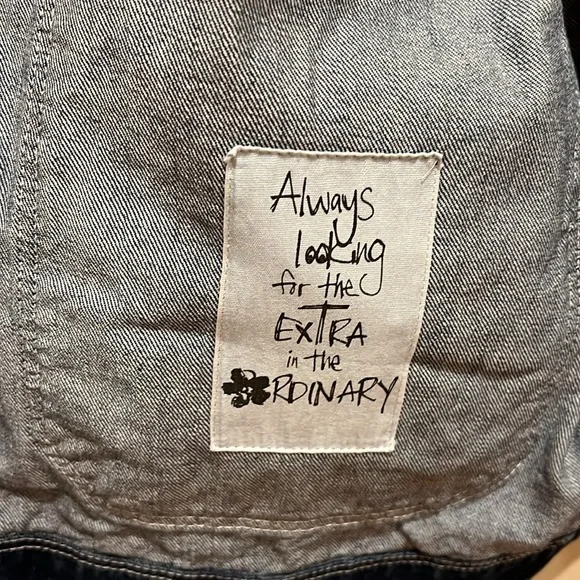 Always
looking
for the
EXTRA
in the
ORDINARY